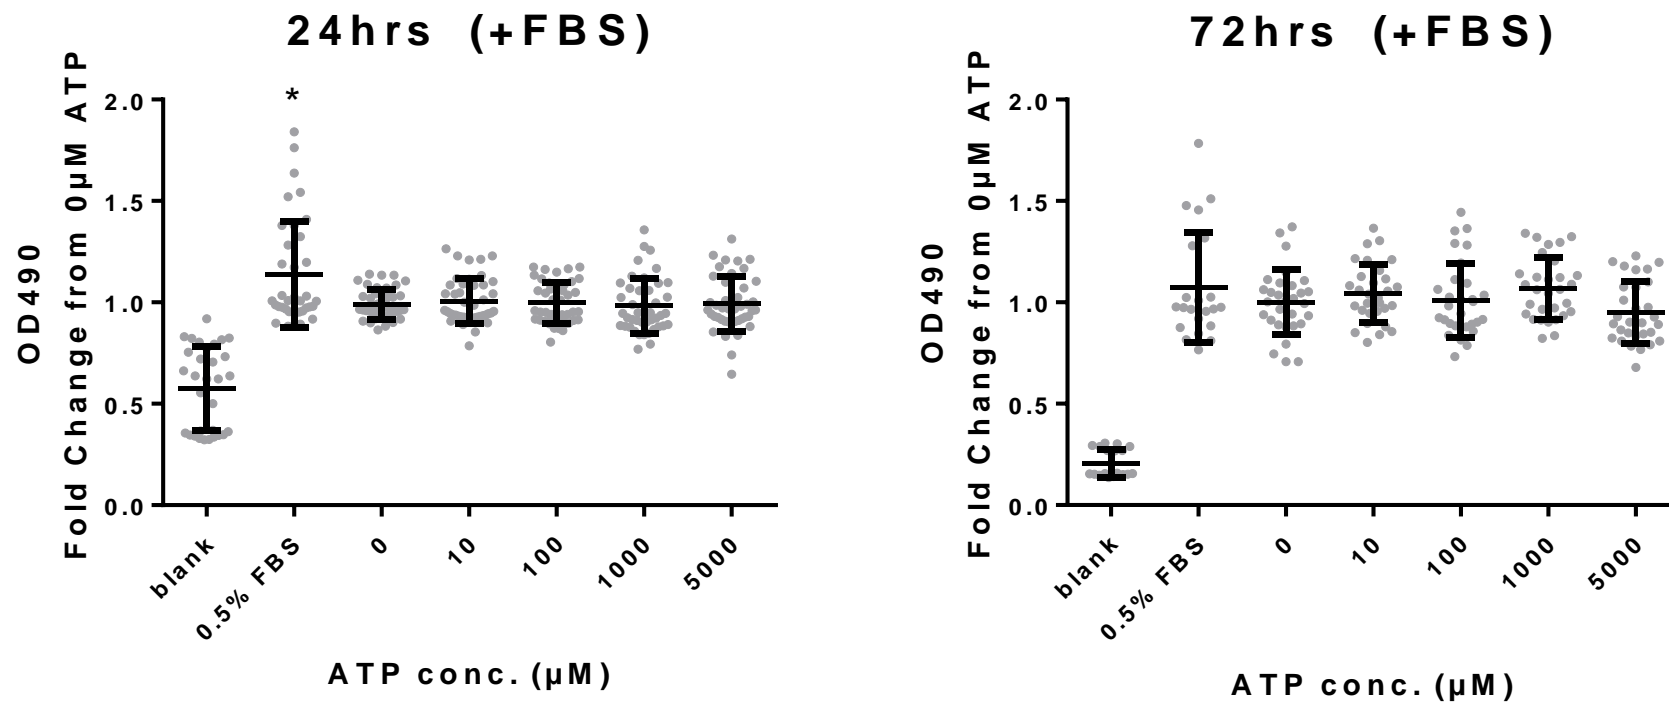 24hrs (+FBS)
OD490
Fold Change from 0µM ATP
2.0
1.5
1.0
0.5
0.0
*
blank
0.5% FBS
0
10
100
1000
5000
ATP conc. (µM)
72hrs (+FBS)
OD490
Fold Change from 0µM ATP
2.0
1.5
1.0
0.5
0.0
blank
0.5% FBS
0
10
100
1000
5000
ATP conc. (µM)